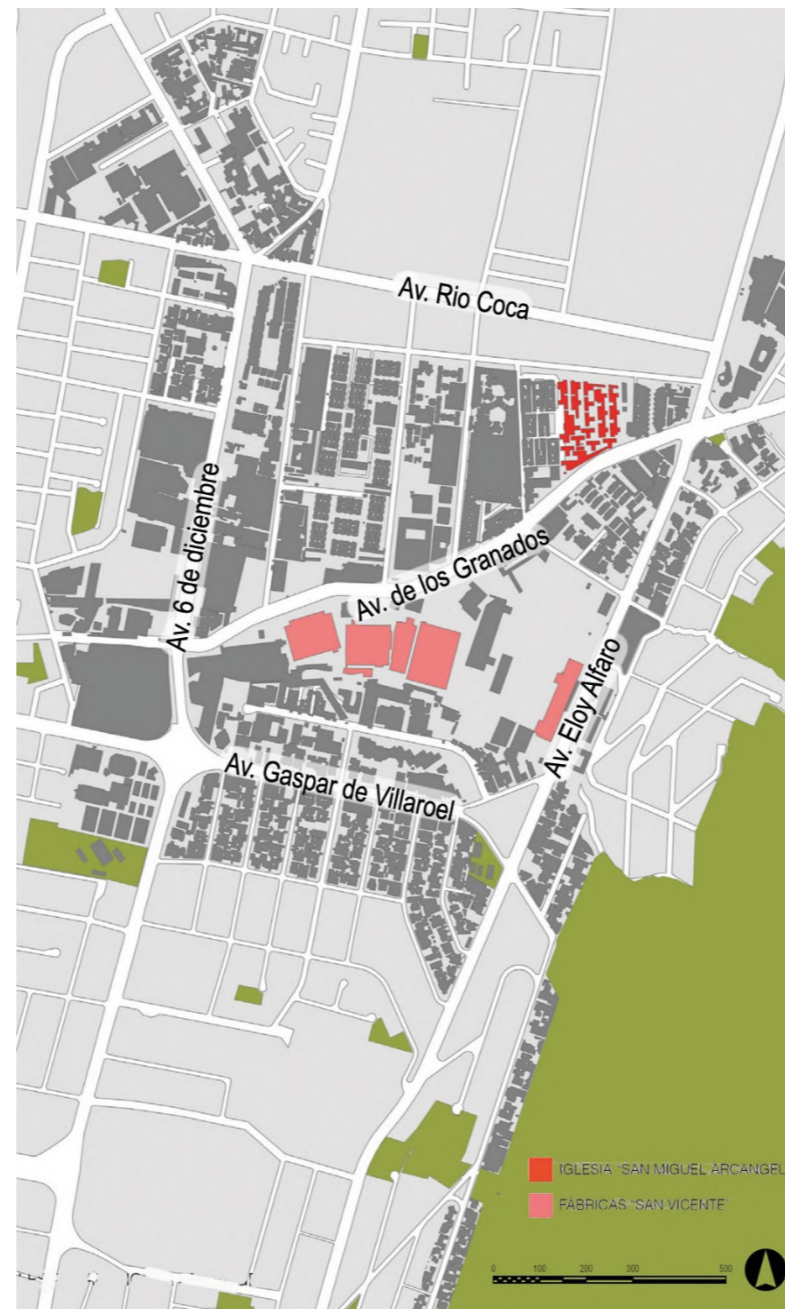 Av. Rio Coca
Av. 6 de diciembre
Av. de los Granados
Av. Eloy Alfaro
Av. Gaspar de Villaroel
IGLESIA "SAN MIGUEL ARCANGEL
FÁBRICAS "SAN VICENTE"
0 100 200 300 500